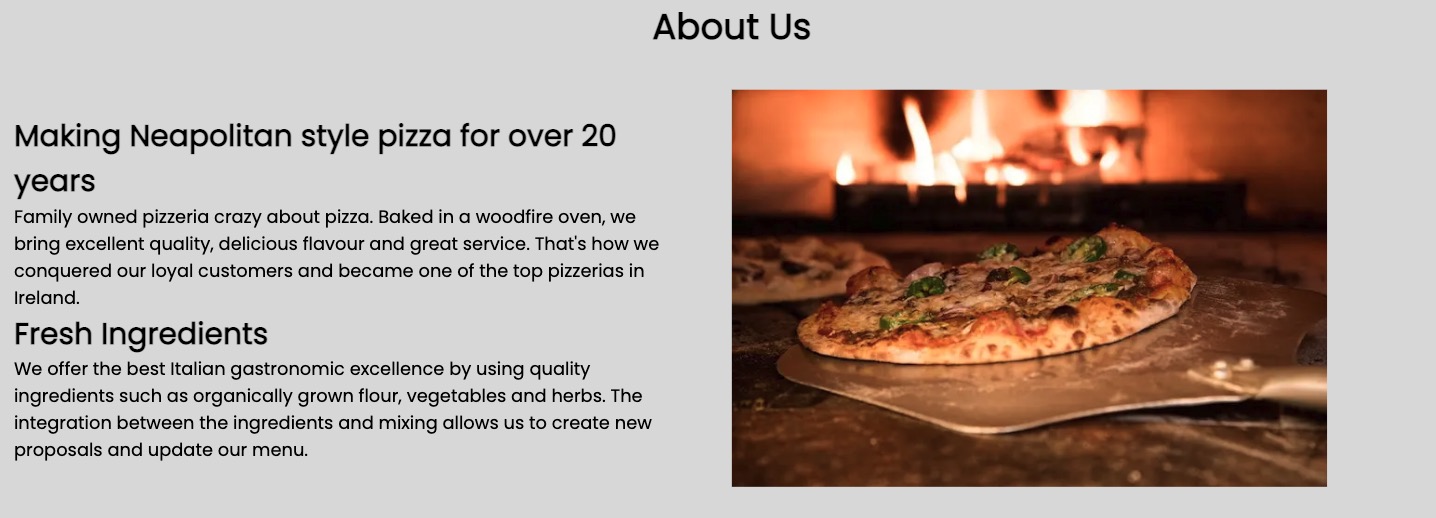 About Us
Making Neapolitan style pizza for over 20
years
Family owned pizzeria crazy about pizza. Baked in a woodfire oven, we
bring excellent quality, delicious flavour and great service. That's how we
conquered our loyal customers and became one of the top pizzerias in
Ireland.
Fresh Ingredients
We offer the best Italian gastronomic excellence by using quality
ingredients such as organically grown flour, vegetables and herbs. The
integration between the ingredients and mixing allows us to create new
proposals and update our menu.